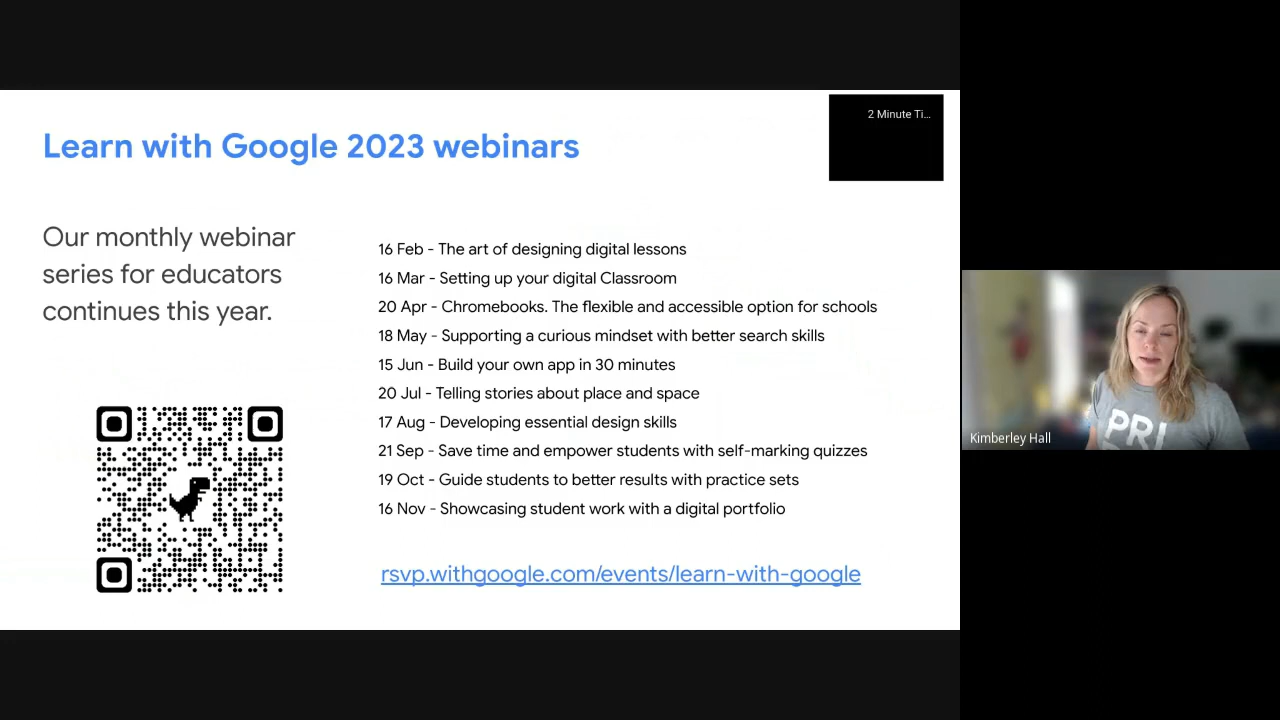 Learn with Google 2023 webinars
2 Minute Ti...
Our monthly webinar
series for educators
continues this year.
16 Feb - The art of designing digital lessons
16 Mar - Setting up your digital Classroom
20 Apr - Chromebooks. The flexible and accessible option for schools
18 May - Supporting a curious mindset with better search skills
15 Jun - Build your own app in 30 minutes
20 Jul - Telling stories about place and space
17 Aug - Developing essential design skills
21 Sep - Save time and empower students with self-marking quizzes
19 Oct - Guide students to better results with practice sets
16 Nov - Showcasing student work with a digital portfolio
rsvp.withgoogle.com/events/learn-with-google
PRI
Kimberley Hall